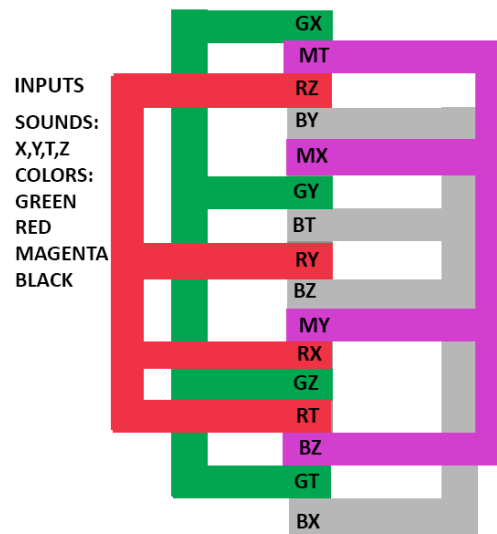 GX
MT
RZ
INPUTS
BY
SOUNDS:
MX
X,Y,T,Z
COLORS:
GY
GREEN
BT
RED
RY
MAGENTA
BZ
BLACK
MY
RX
GZ
RT
BZ
GT
BX